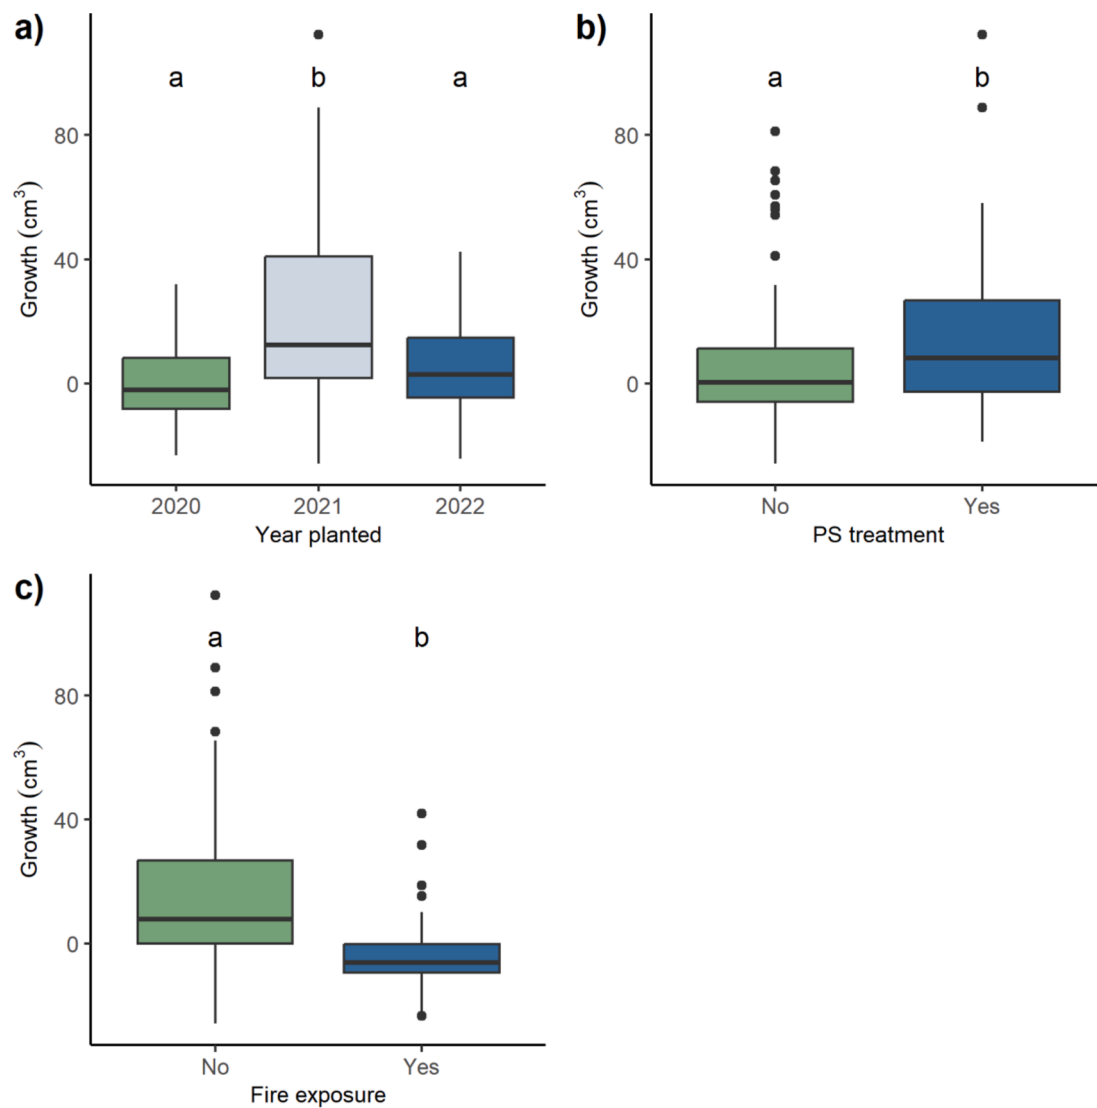 a)
a b a
80
40
0
Growth (cm³)
2020 2021 2022
Year planted
b)
a b
80
40
0
Growth (cm³)
No Yes
PS treatment
c)
a b
80
40
0
Growth (cm³)
No Yes
Fire exposure